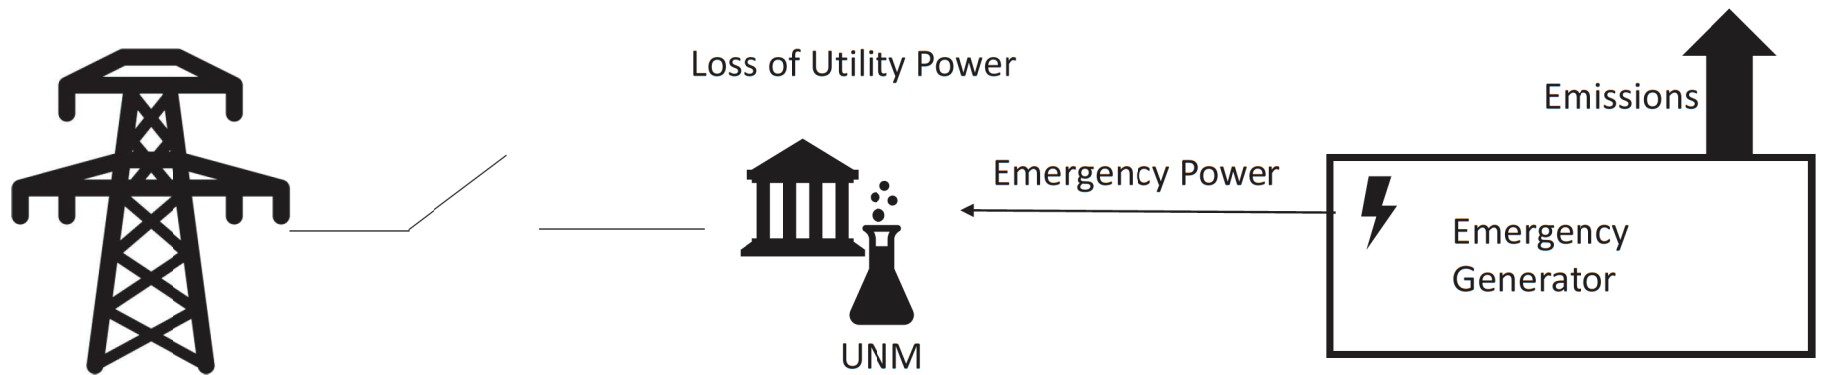 Loss of Utility Power
Emissions
Emergency Power
Emergency
Generator
UNM